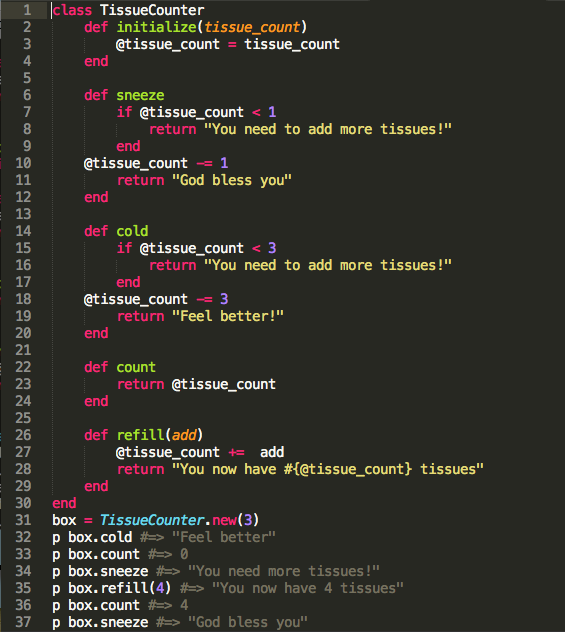 1 class TissueCounter
2     def initialize(tissue_count)
3         @tissue_count = tissue_count
4     end
5
6     def sneeze
7         if @tissue_count < 1
8             return "You need to add more tissues!"
9         end
10     @tissue_count -= 1
11         return "God bless you"
12     end
13
14     def cold
15         if @tissue_count < 3
16             return "You need to add more tissues!"
17         end
18     @tissue_count -= 3
19         return "Feel better!"
20     end
21
22     def count
23         return @tissue_count
24     end
25
26     def refill(add)
27         @tissue_count +=  add
28         return "You now have #{@tissue_count} tissues"
29     end
30 end
31 box = TissueCounter.new(3)
32 p box.cold #=> "Feel better"
33 p box.count #=> 0
34 p box.sneeze #=> "You need more tissues!"
35 p box.refill(4) #=> "You now have 4 tissues"
36 p box.count #=> 4
37 p box.sneeze #=> "God bless you"